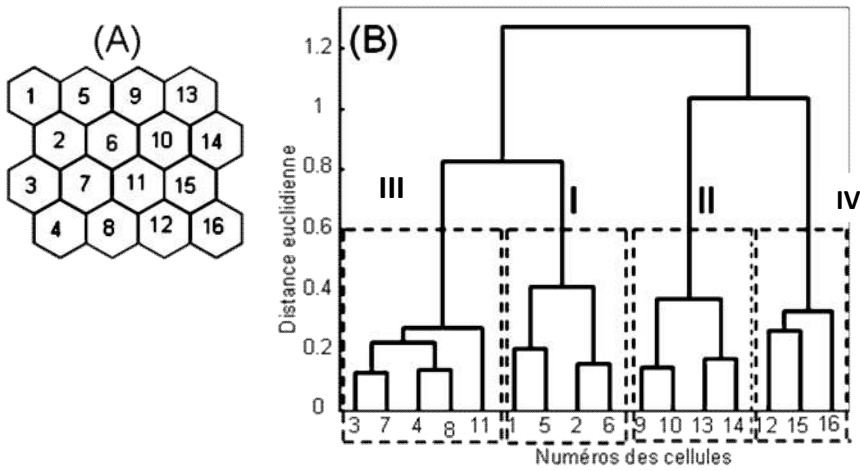 (A)
1 5 9 13
2 6 10 14
3 7 11 15
4 8 12 16
(B)
Distance euclidienne
1.2
1
0.8
0.6
0.4
0.2
0
III I II IV
3 7 4 8 11 1 5 2 6 9 10 13 14 12 15 16
Numéros des cellules